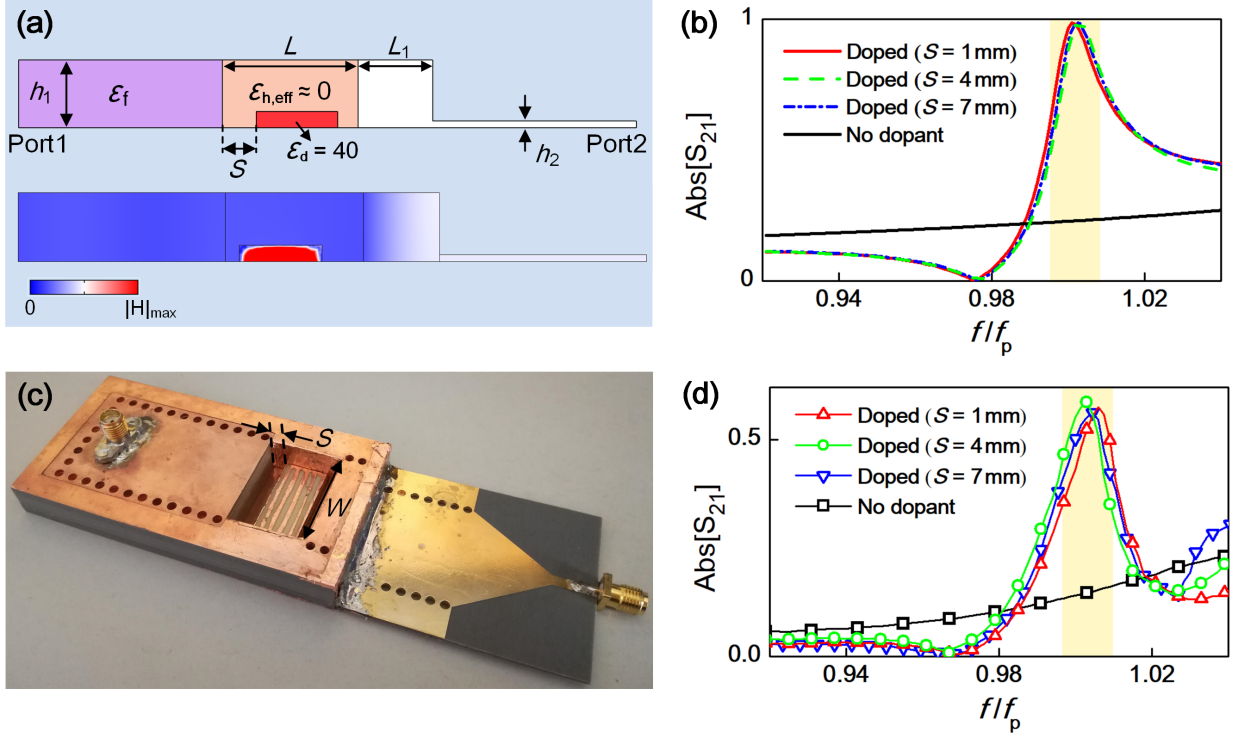 (a)
L
L₁
h₁
εf
εh,eff ≈ 0
Port1
S
εd = 40
h₂
Port2
0
|H|max
(b)
1
Doped (S = 1 mm)
Doped (S = 4 mm)
Doped (S = 7 mm)
No dopant
Abs[S₂₁]
0
0.94
0.98
1.02
f/fp
(c)
S
W
(d)
Doped (S = 1 mm)
Doped (S = 4 mm)
Doped (S = 7 mm)
No dopant
0.5
Abs[S₂₁]
0.0
0.94
0.98
1.02
f/fp